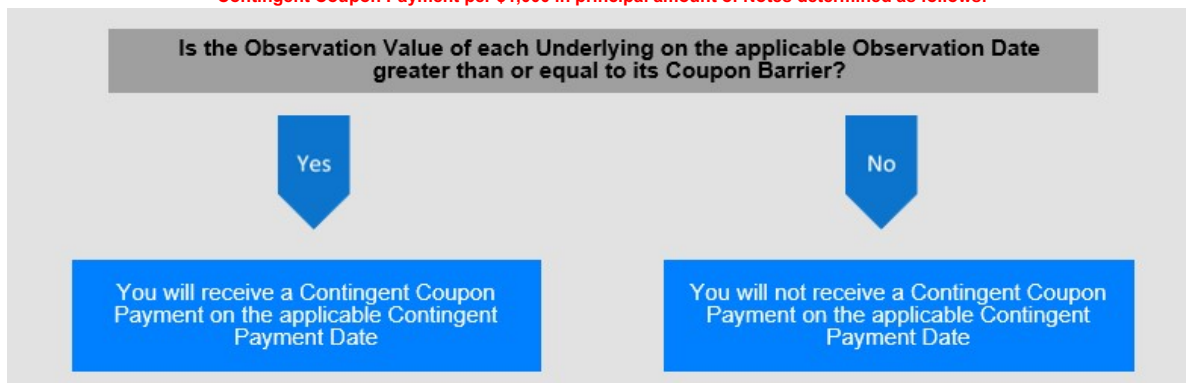 Contingent Coupon Payment per $1,000 in principal amount of Notes determined as follows:
Is the Observation Value of each Underlying on the applicable Observation Date
greater than or equal to its Coupon Barrier?
Yes
No
You will receive a Contingent Coupon
Payment on the applicable Contingent
Payment Date
You will not receive a Contingent Coupon
Payment on the applicable Contingent
Payment Date